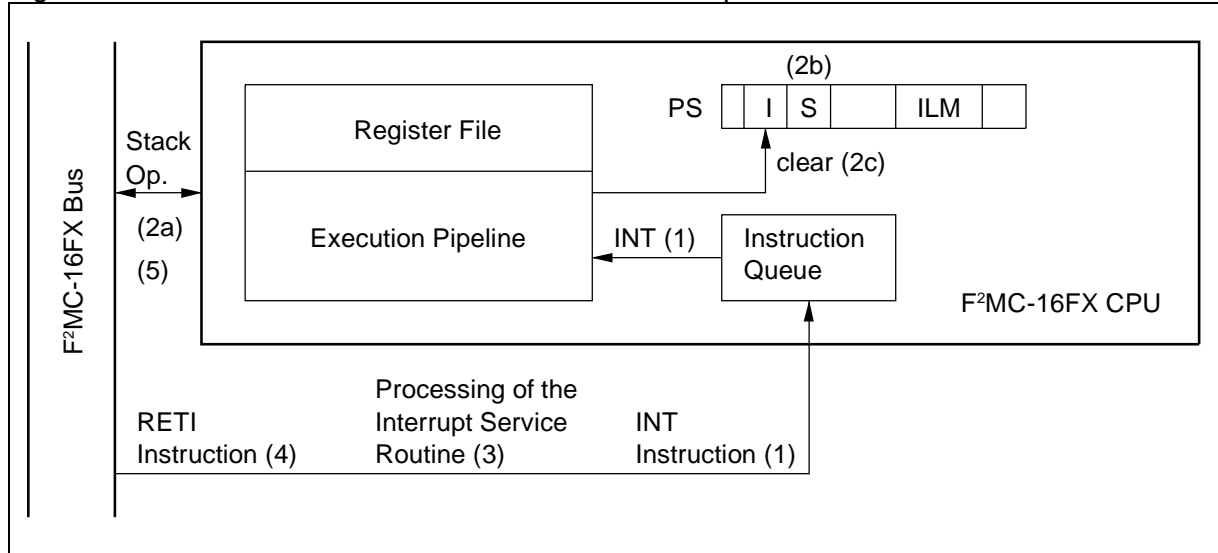 (2b)
PS
I
S
ILM
Register File
Stack
Op.
clear (2c)
(2a)
(5)
Execution Pipeline
INT (1)
Instruction
Queue
F²MC-16FX Bus
F²MC-16FX CPU
Processing of the
RETI
Interrupt Service
INT
Instruction (4)
Routine (3)
Instruction (1)